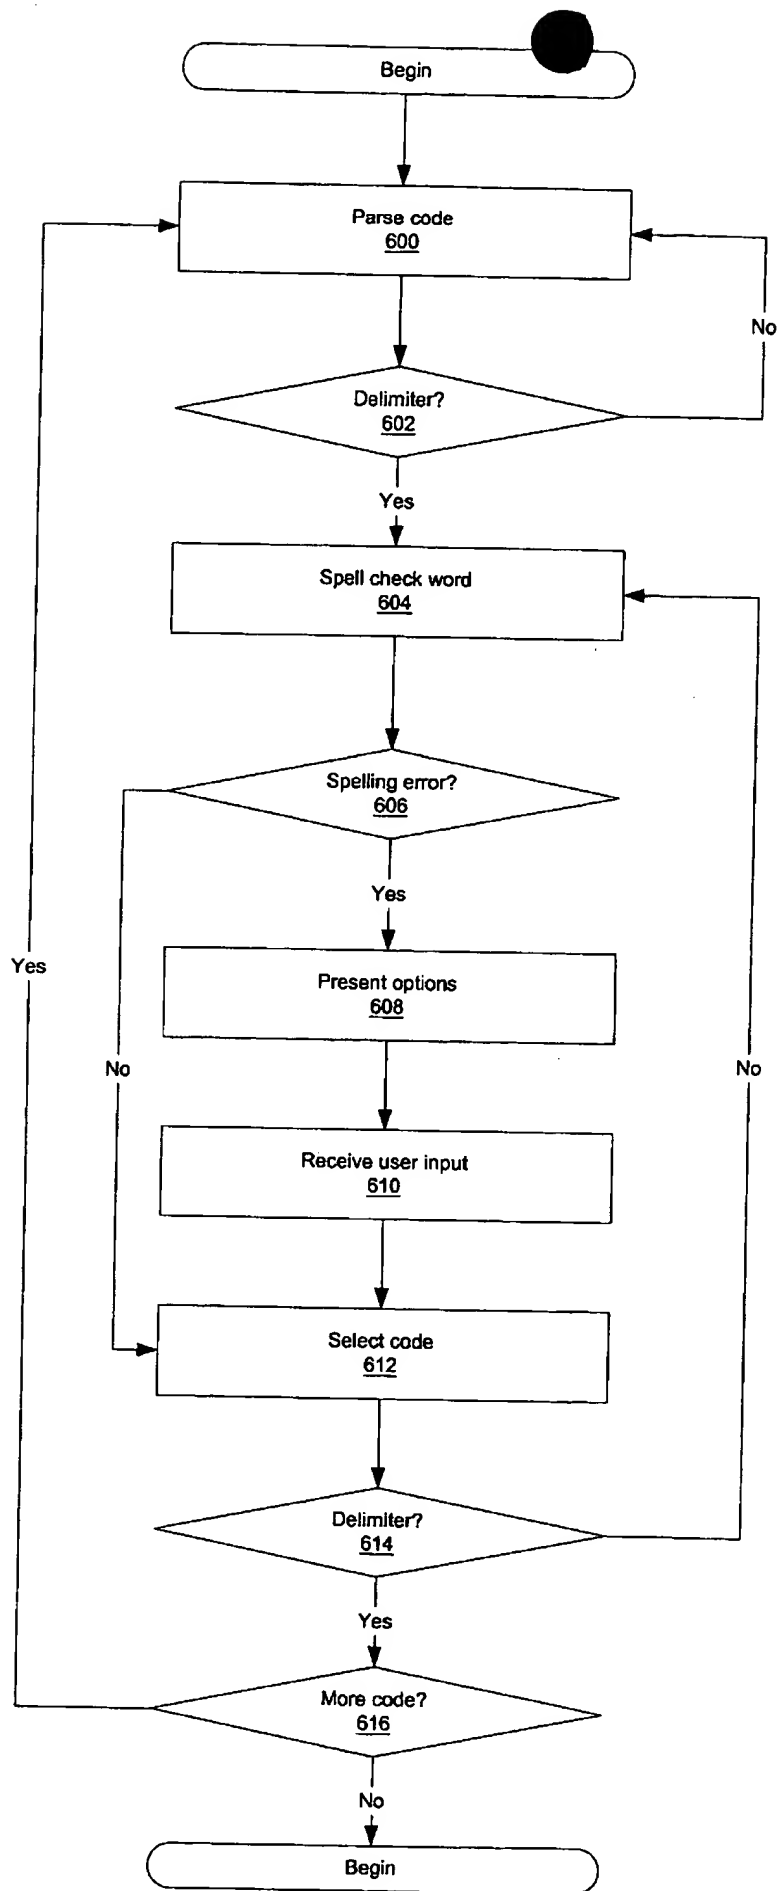 Begin
Parse code
600
No
Delimiter?
602
Yes
Spell check word
604
Spelling error?
606
Yes
Present options
608
Yes
No
No
Receive user input
610
Select code
612
Delimiter?
614
Yes
More code?
616
No
Begin